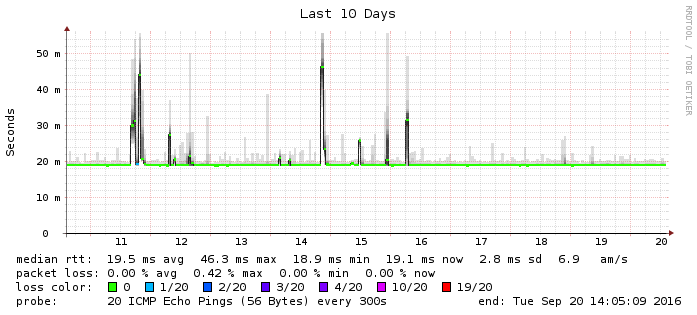 Last 10 Days
RRDTOOL / TOBI OETIKER
Seconds
50 m
40 m
30 m
20 m
10 m
0
11 12 13 14 15 16 17 18 19 20
median rtt: 19.5 ms avg 46.3 ms max 18.9 ms min 19.1 ms now 2.8 ms sd 6.9 am/s
packet loss: 0.00 % avg 0.42 % max 0.00 % min 0.00 % now
loss color: 0 1/20 2/20 3/20 4/20 10/20 19/20
probe: 20 ICMP Echo Pings (56 Bytes) every 300s end: Tue Sep 20 14:05:09 2016